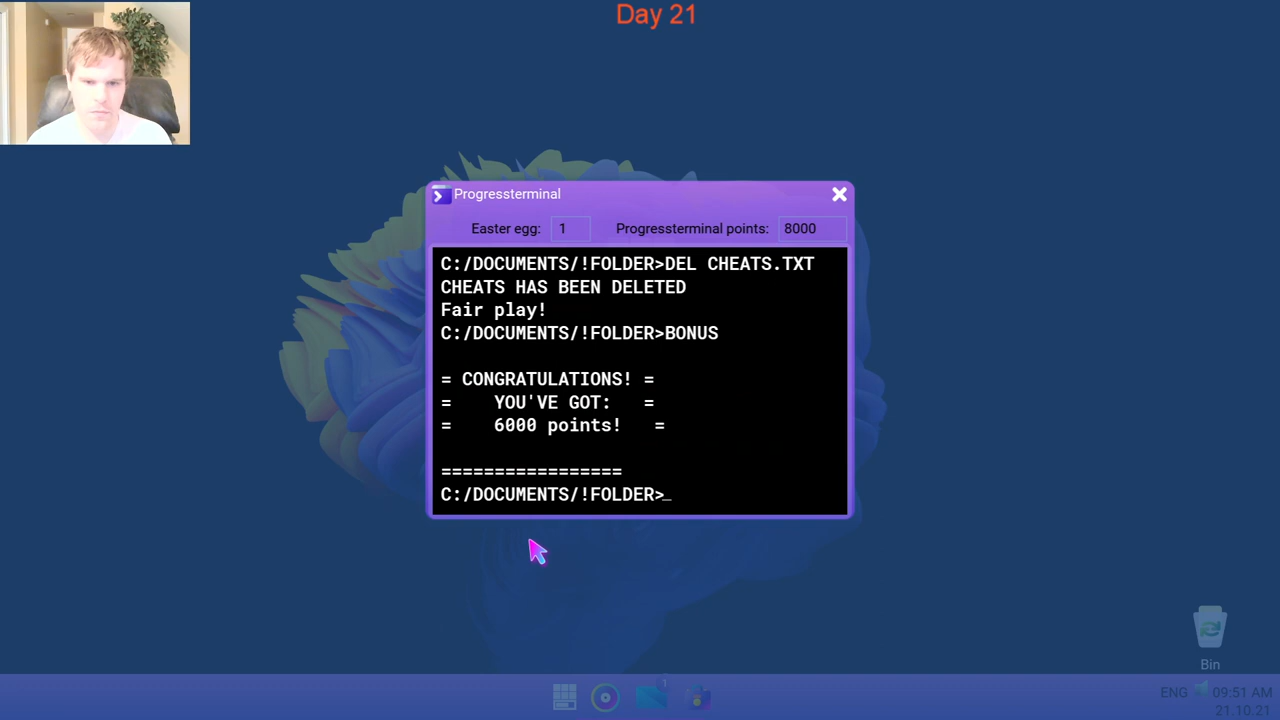 Day 21
Progressterminal
Easter egg: 1 Progressterminal points: 8000
C:/DOCUMENTS/!FOLDER>DEL CHEATS.TXT
CHEATS HAS BEEN DELETED
Fair play!
C:/DOCUMENTS/!FOLDER>BONUS
= CONGRATULATIONS! =
= YOU'VE GOT: =
= 6000 points! =
=================
C:/DOCUMENTS/!FOLDER>_
Bin
1
ENG 09:51 AM
21.10.21